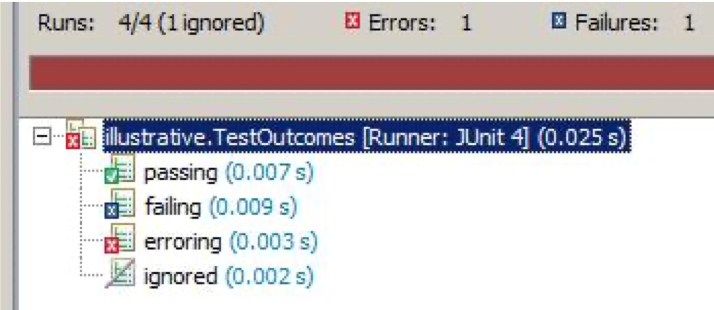 Runs: 4/4 (1 ignored) Errors: 1 Failures: 1
illustrative.TestOutcomes [Runner: JUnit 4] (0.025 s)
passing (0.007 s)
failing (0.009 s)
erroring (0.003 s)
ignored (0.002 s)